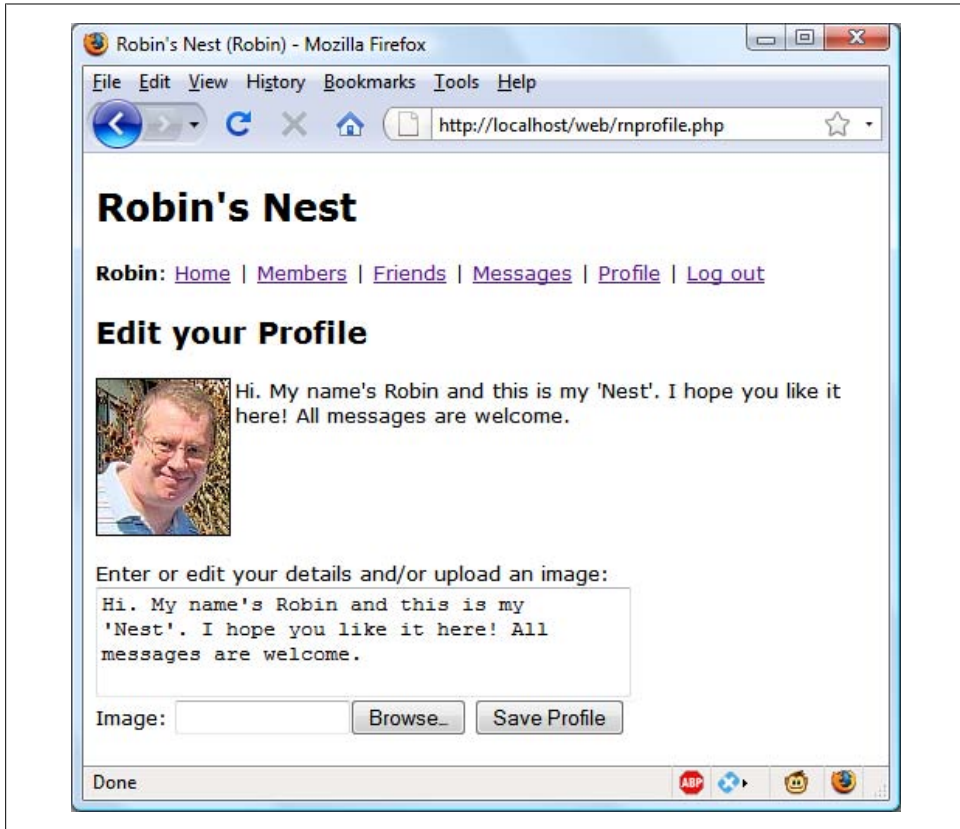 Robin's Nest (Robin) - Mozilla Firefox
File Edit View History Bookmarks Tools Help
http://localhost/web/rnprofile.php
Robin's Nest
Robin: Home | Members | Friends | Messages | Profile | Log out
Edit your Profile
Hi. My name's Robin and this is my 'Nest'. I hope you like it
here! All messages are welcome.
Enter or edit your details and/or upload an image:
Hi. My name's Robin and this is my
'Nest'. I hope you like it here! All
messages are welcome.
Image: Browse… Save Profile
Done ABP